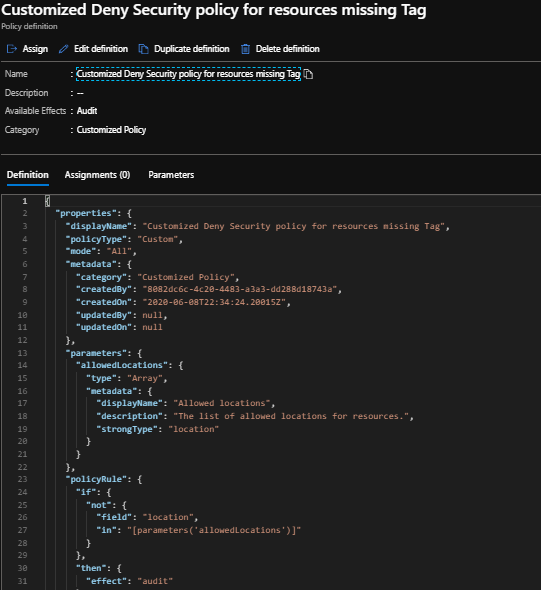 Customized Deny Security policy for resources missing Tag
Policy definition
Assign Edit definition Duplicate definition Delete definition
Name : Customized Deny Security policy for resources missing Tag
Description : --
Available Effects : Audit
Category : Customized Policy
Definition Assignments (0) Parameters
1 {
2 "properties": {
3 "displayName": "Customized Deny Security policy for resources missing Tag",
4 "policyType": "Custom",
5 "mode": "All",
6 "metadata": {
7 "category": "Customized Policy",
8 "createdBy": "8082dc6c-4c20-4483-a3a3-dd288d18743a",
9 "createdOn": "2020-06-08T22:34:24.20015Z",
10 "updatedBy": null,
11 "updatedOn": null
12 },
13 "parameters": {
14 "allowedLocations": {
15 "type": "Array",
16 "metadata": {
17 "displayName": "Allowed locations",
18 "description": "The list of allowed locations for resources.",
19 "strongType": "location"
20 }
21 }
22 },
23 "policyRule": {
24 "if": {
25 "not": {
26 "field": "location",
27 "in": "[parameters('allowedLocations')]"
28 }
29 },
30 "then": {
31 "effect": "audit"